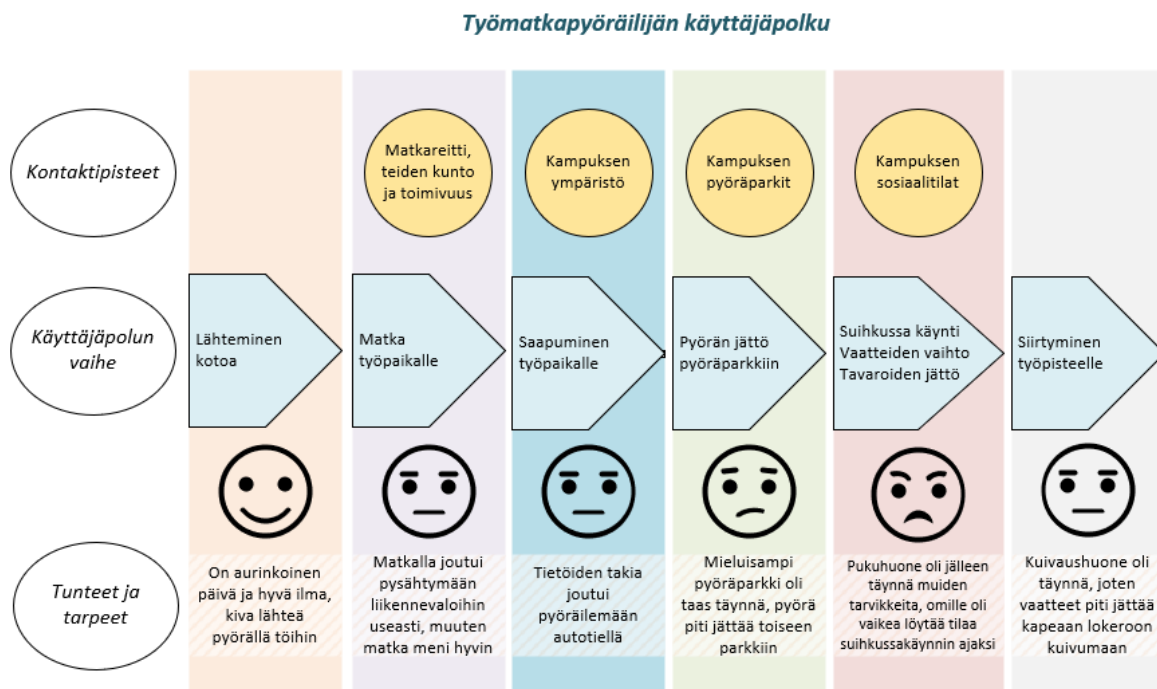 Työmatkapyöräilijän käyttäjäpolku
Kontaktipisteet
Matkareitti,
teiden kunto
ja toimivuus
Kampuksen
ympäristö
Kampuksen
pyöräparkit
Kampuksen
sosiaalitilat
Käyttäjäpolun
vaihe
Lähteminen
kotoa
Matka
työpaikalle
Saapuminen
työpaikalle
Pyörän jättö
pyöräparkkiin
Suihkussa käynti
Vaatteiden vaihto
Tavaroiden jättö
Siirtyminen
työpisteelle
Tunteet ja
tarpeet
On aurinkoinen
päivä ja hyvä ilma,
kiva lähteä
pyörällä töihin
Matkalla joutui
pysähtymään
liikennevaloihin
useasti, muuten
matka meni hyvin
Tietöiden takia
joutui
pyöräilemään
autotiellä
Mieluisampi
pyöräparkki oli
taas täynnä, pyörä
piti jättää toiseen
parkkiin
Pukuhuone oli jälleen
täynnä muiden
tarvikkeita, omille oli
vaikea löytää tilaa
suihkussakäynnin ajaksi
Kuivaushuone oli
täynnä, joten
vaatteet piti jättää
kapeaan lokeroon
kuivumaan